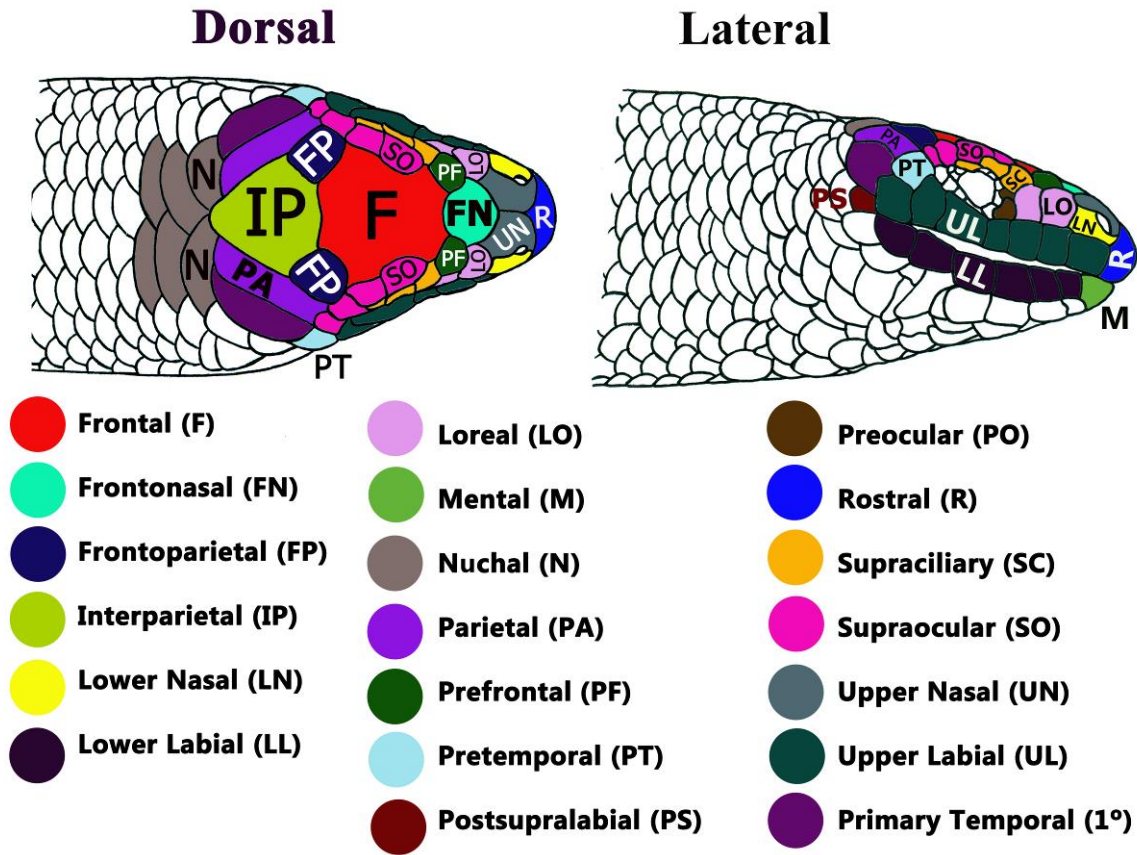 Dorsal
Lateral
N
N
PA
IP
FP
FP
F
SO
SO
PF
PF
LO
LO
FN
UN
R
PT
PS
PA
PT
SO
SC
UL
LL
LO
LN
R
M
Frontal (F)
Frontonasal (FN)
Frontoparietal (FP)
Interparietal (IP)
Lower Nasal (LN)
Lower Labial (LL)
Loreal (LO)
Mental (M)
Nuchal (N)
Parietal (PA)
Prefrontal (PF)
Pretemporal (PT)
Postsupralabial (PS)
Preocular (PO)
Rostral (R)
Supraciliary (SC)
Supraocular (SO)
Upper Nasal (UN)
Upper Labial (UL)
Primary Temporal (1º)